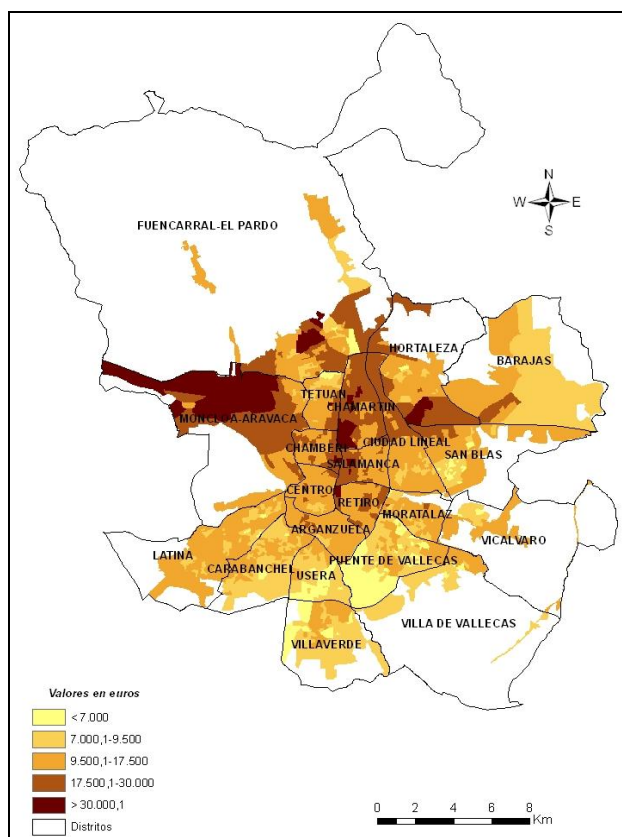 N
W E
S
FUENCARRAL-EL PARDO
HORTALEZA
BARAJAS
TETUAN
CHAMARTIN
MONCLOA-ARAVACA
CIUDAD LINEAL
CHAMBERI
SAN BLAS
SALAMANCA
CENTRO
RETIRO
MORATALAZ
ARGANZUELA
VICALVARO
LATINA
PUENTE DE VALLECAS
CARABANCHEL
USERA
VILLA DE VALLECAS
VILLAVERDE
Valores en euros
< 7.000
7.000,1-9.500
9.500,1-17.500
17.500,1-30.000
> 30.000,1
Distritos
0 2 4 6 8
Km